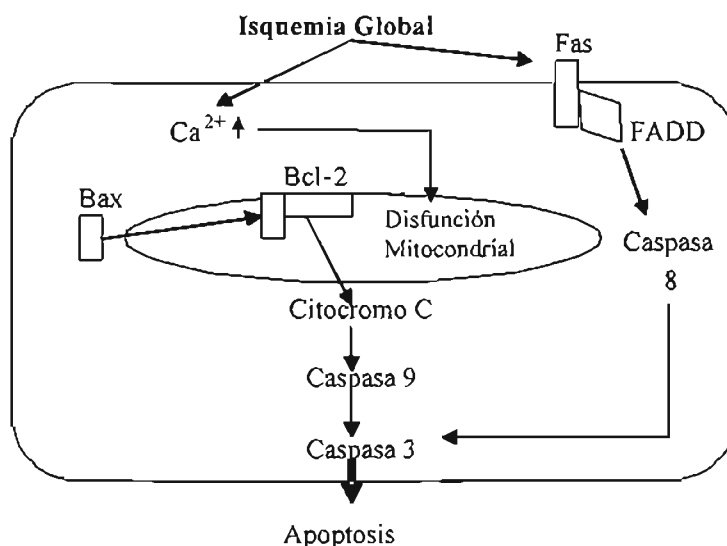 Isquemia Global
Fas
Ca2+
FADD
Bcl-2
Bax
Disfunción
Mitocondrial
Caspasa
8
Citocromo C
Caspasa 9
Caspasa 3
Apoptosis